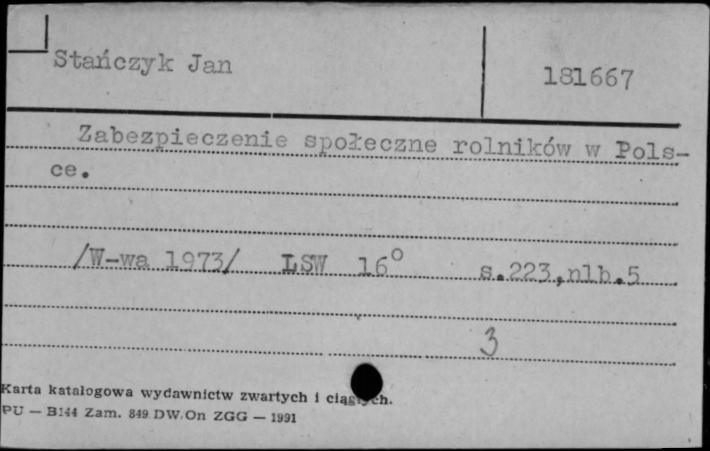 Stańczyk Jan
181667
Zabezpieczenie społeczne rolników w Pols-
ce.
/W-wa 1973/ LSW 16° s.223,nlb.5
3
Karta katalogowa wydawnictw zwartych i ciągłych.
PU — B144 Zam. 849 DW.On ZGG — 1991